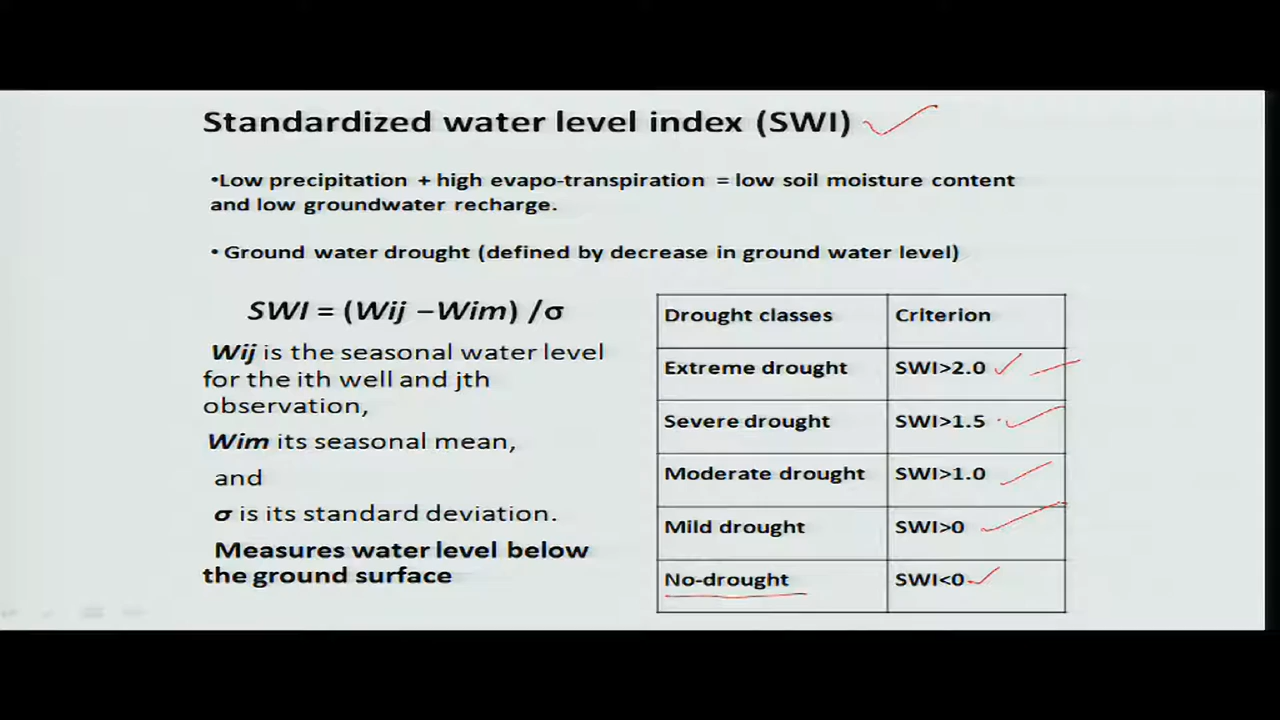 Standardized water level index (SWI)
•Low precipitation + high evapo-transpiration = low soil moisture content
and low groundwater recharge.
• Ground water drought (defined by decrease in ground water level)
SWI = (Wij –Wim) /σ
Wij is the seasonal water level
for the ith well and jth
observation,
Wim its seasonal mean,
and
σ is its standard deviation.
Measures water level below
the ground surface
Drought classes Criterion
Extreme drought SWI>2.0
Severe drought SWI>1.5
Moderate drought SWI>1.0
Mild drought SWI>0
No-drought SWI<0